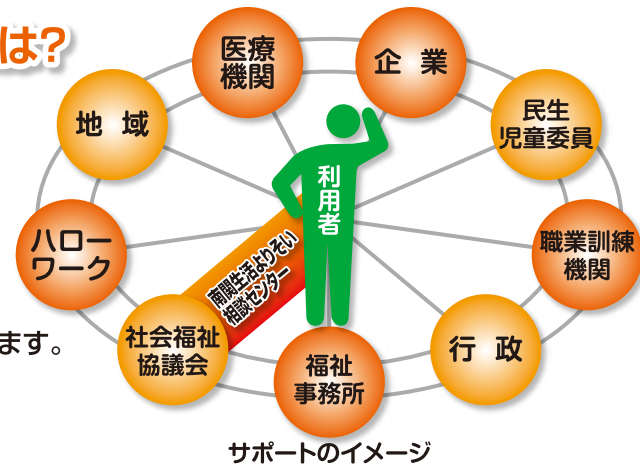 は?
医療
機関
企業
地域
民生
児童委員
利用者
ハロー
ワーク
職業訓練
機関
南関生活よりそい
相談センター
社会福祉
協議会
行政
福祉
事務所
ます。
サポートのイメージ